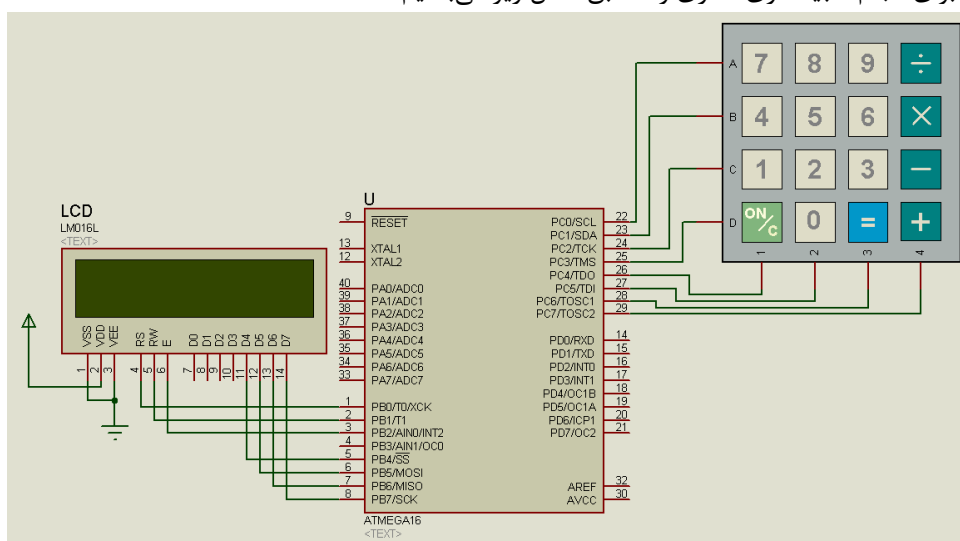 A 7 8 9 ÷
B 4 5 6 ×
C 1 2 3 −
D ON/C 0 = +
1 2 3 4
LCD
LM016L
<TEXT>
VSS VDD VEE RS RW E D0 D1 D2 D3 D4 D5 D6 D7
1 2 3 4 5 6 7 8 9 10 11 12 13 14
U
9 RESET
13 XTAL1
12 XTAL2
40 PA0/ADC0
39 PA1/ADC1
38 PA2/ADC2
37 PA3/ADC3
36 PA4/ADC4
35 PA5/ADC5
34 PA6/ADC6
33 PA7/ADC7
1 PB0/T0/XCK
2 PB1/T1
3 PB2/AIN0/INT2
4 PB3/AIN1/OC0
5 PB4/SS
6 PB5/MOSI
7 PB6/MISO
8 PB7/SCK
PC0/SCL 22
PC1/SDA 23
PC2/TCK 24
PC3/TMS 25
PC4/TDO 26
PC5/TDI 27
PC6/TOSC1 28
PC7/TOSC2 29
PD0/RXD 14
PD1/TXD 15
PD2/INT0 16
PD3/INT1 17
PD4/OC1B 18
PD5/OC1A 19
PD6/ICP1 20
PD7/OC2 21
AREF 32
AVCC 30
ATMEGA16
<TEXT>